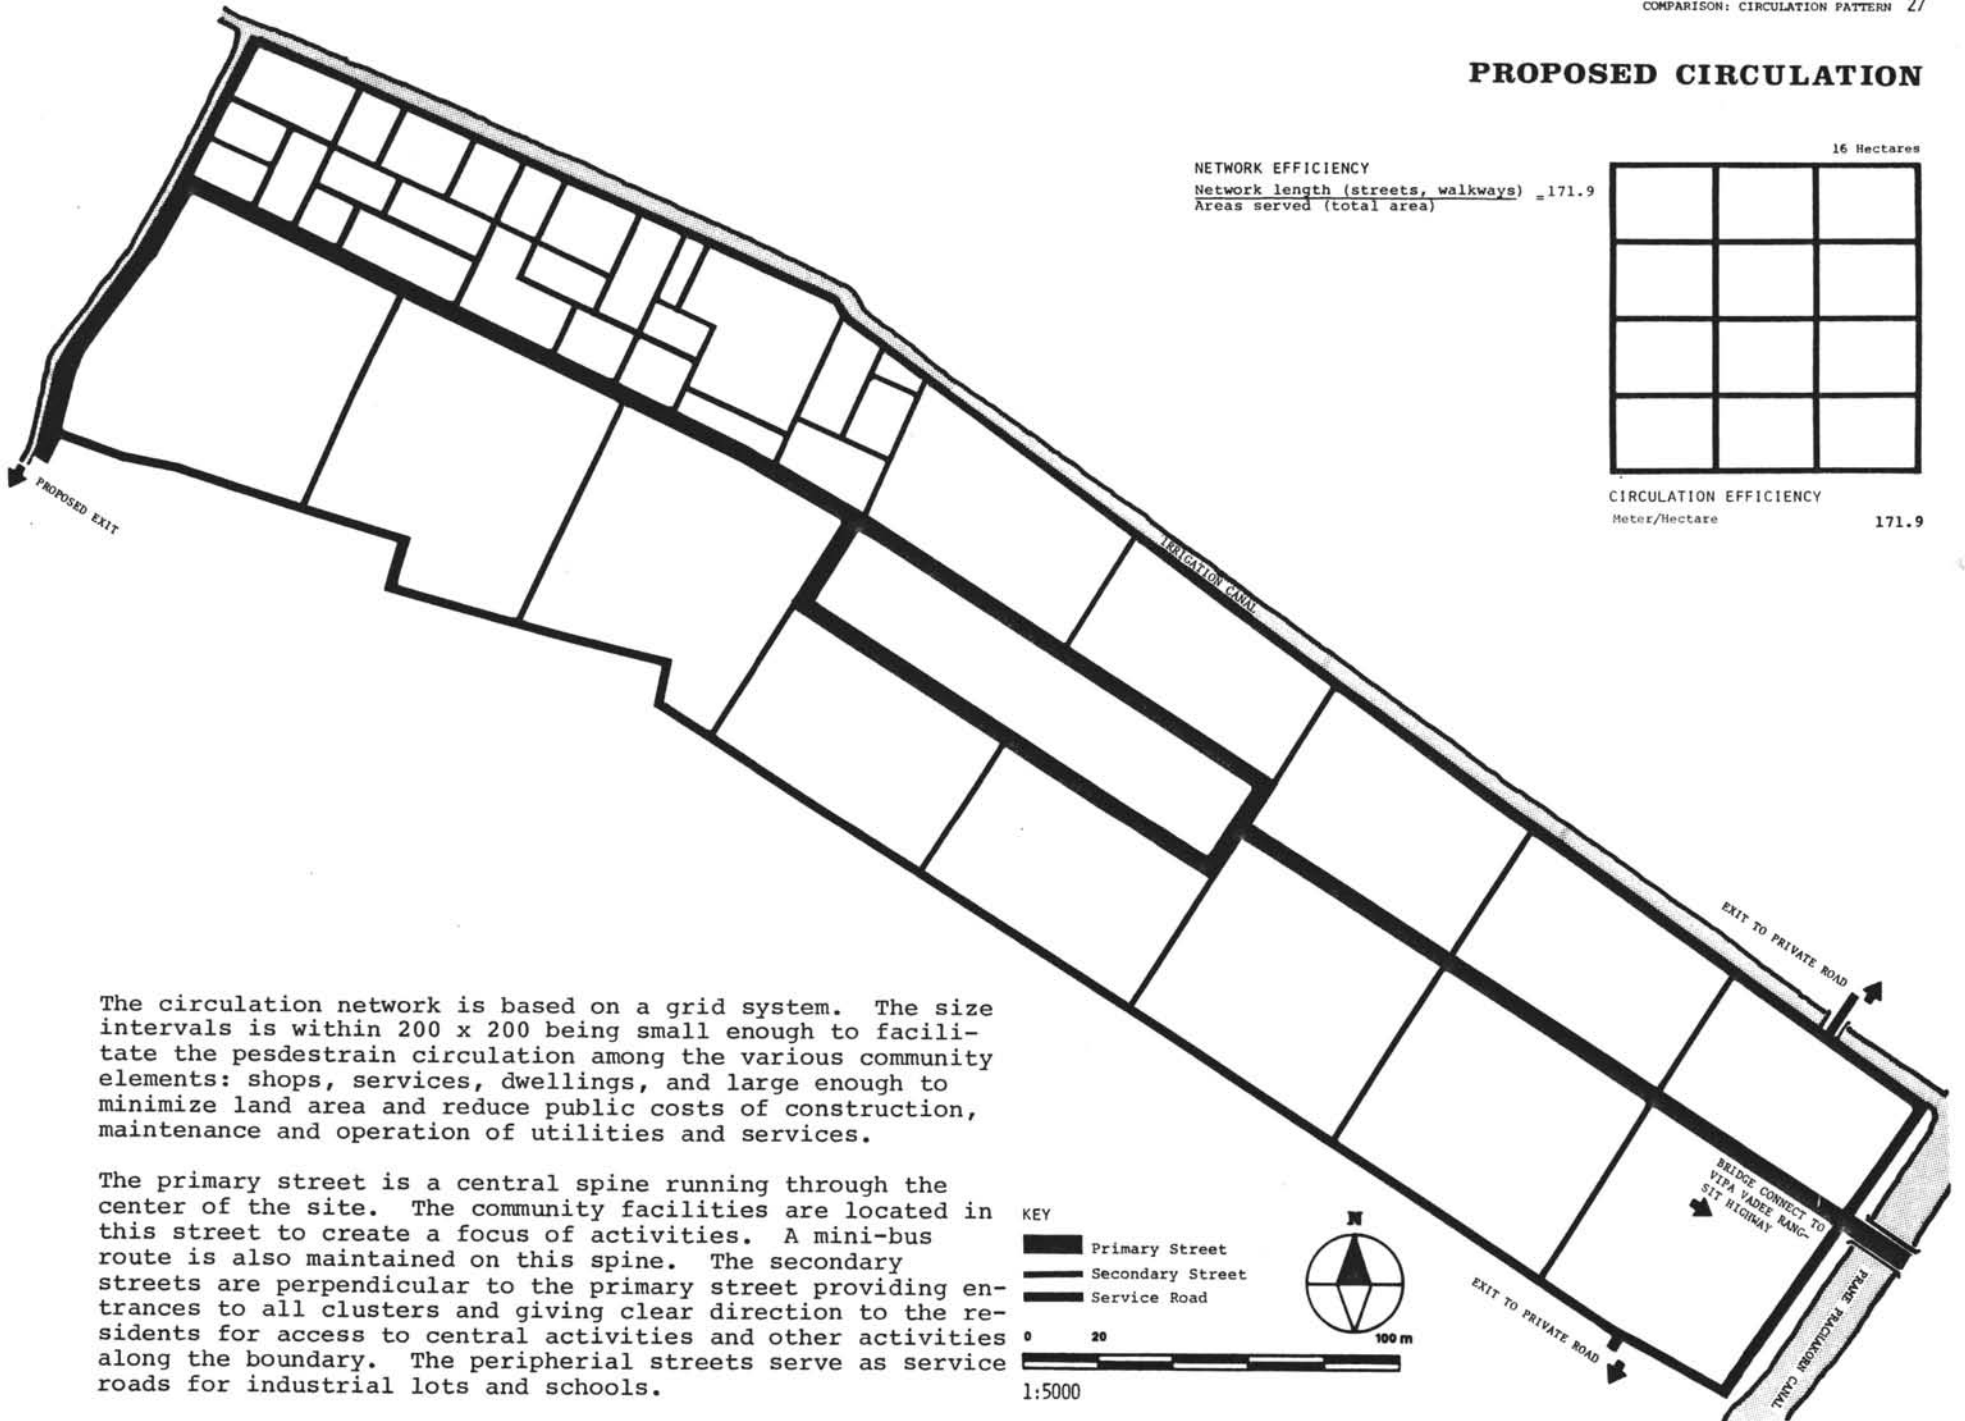 COMPARISON: CIRCULATION PATTERN 27
PROPOSED CIRCULATION
16 Hectares
NETWORK EFFICIENCY
Network length (streets, walkways) = 171.9
Areas served (total area)
CIRCULATION EFFICIENCY
Meter/Hectare 171.9
PROPOSED EXIT
IRRIGATION CANAL
EXIT TO PRIVATE ROAD
BRIDGE CONNECT TO
VIPA VADEE RANG-
SIT HIGHWAY
PRAME PRACHAKORN CANAL
EXIT TO PRIVATE ROAD
The circulation network is based on a grid system. The size
intervals is within 200 x 200 being small enough to facili-
tate the pesdestrain circulation among the various community
elements: shops, services, dwellings, and large enough to
minimize land area and reduce public costs of construction,
maintenance and operation of utilities and services.
The primary street is a central spine running through the
center of the site. The community facilities are located in
this street to create a focus of activities. A mini-bus
route is also maintained on this spine. The secondary
streets are perpendicular to the primary street providing en-
trances to all clusters and giving clear direction to the re-
sidents for access to central activities and other activities
along the boundary. The peripherial streets serve as service
roads for industrial lots and schools.
KEY
Primary Street
Secondary Street
Service Road
N
0 20 100 m
1:5000